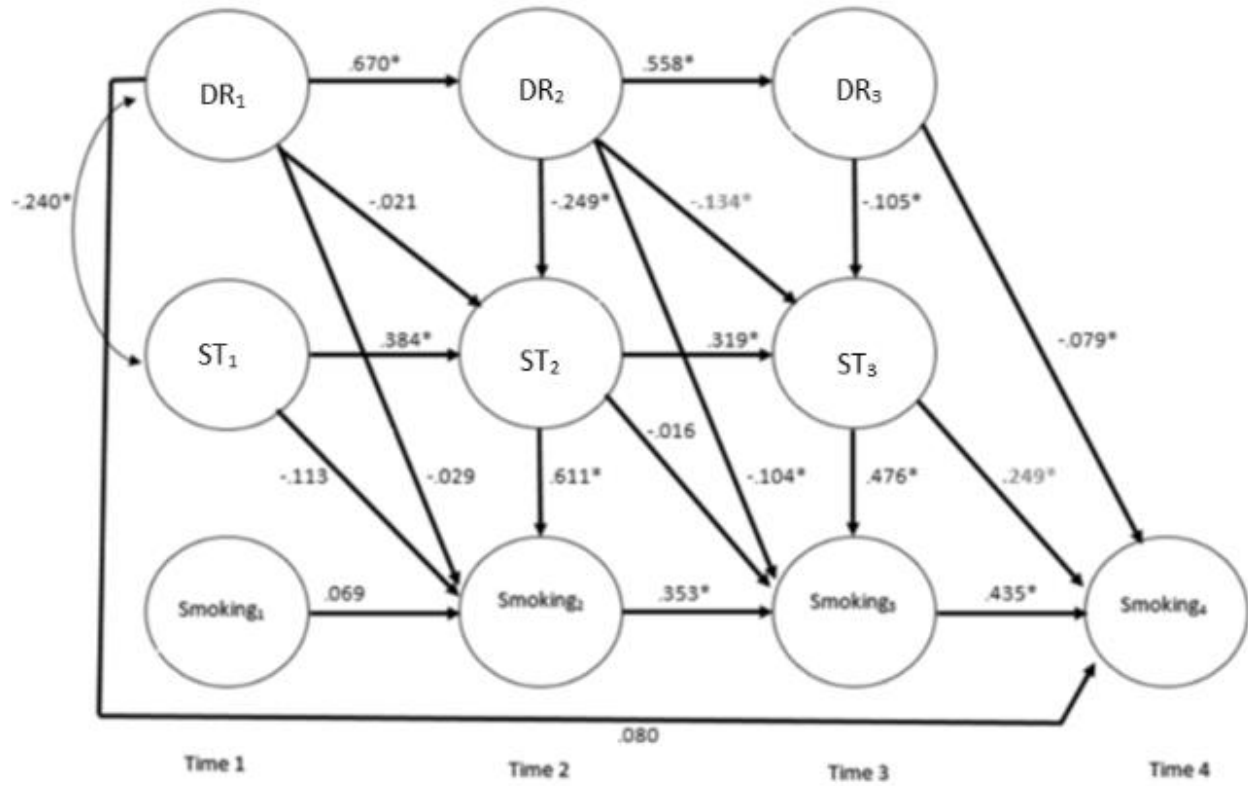 DR₁
.670*
DR₂
.558*
DR₃
-.240*
-.021
-.249*
-.134*
-.105*
ST₁
.384*
ST₂
.319*
ST₃
-.079*
-.113
-.029
.611*
-.016
-.104*
.476*
.249*
Smoking₁
.069
Smoking₂
.353*
Smoking₃
.435*
Smoking₄
.080
Time 1
Time 2
Time 3
Time 4